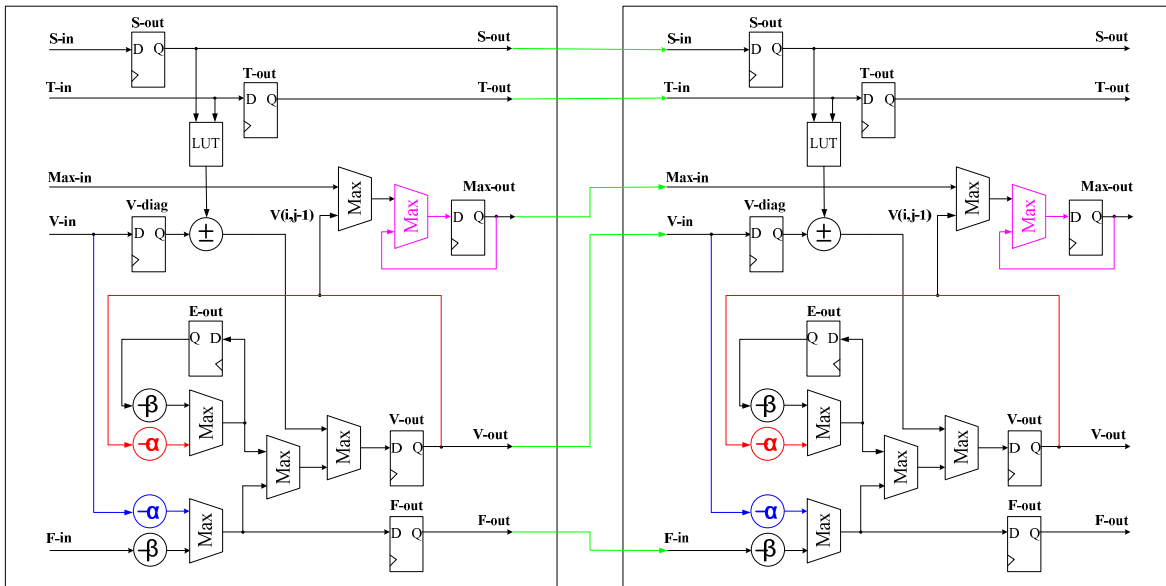 S-out
S-in
D Q
S-out
T-out
T-in
D Q
T-out
LUT
Max-in
Max
Max
Max-out
D Q
V-diag
V(i,j-1)
V-in
D Q
±
E-out
Q D
-β
Max
-α
Max
Max
V-out
D Q
V-out
-α
Max
F-out
D Q
F-out
F-in
-β
S-out
S-in
D Q
S-out
T-out
T-in
D Q
T-out
LUT
Max-in
Max
Max
Max-out
D Q
V-diag
V(i,j-1)
V-in
D Q
±
E-out
Q D
-β
Max
-α
Max
Max
V-out
D Q
V-out
-α
Max
F-out
D Q
F-out
F-in
-β